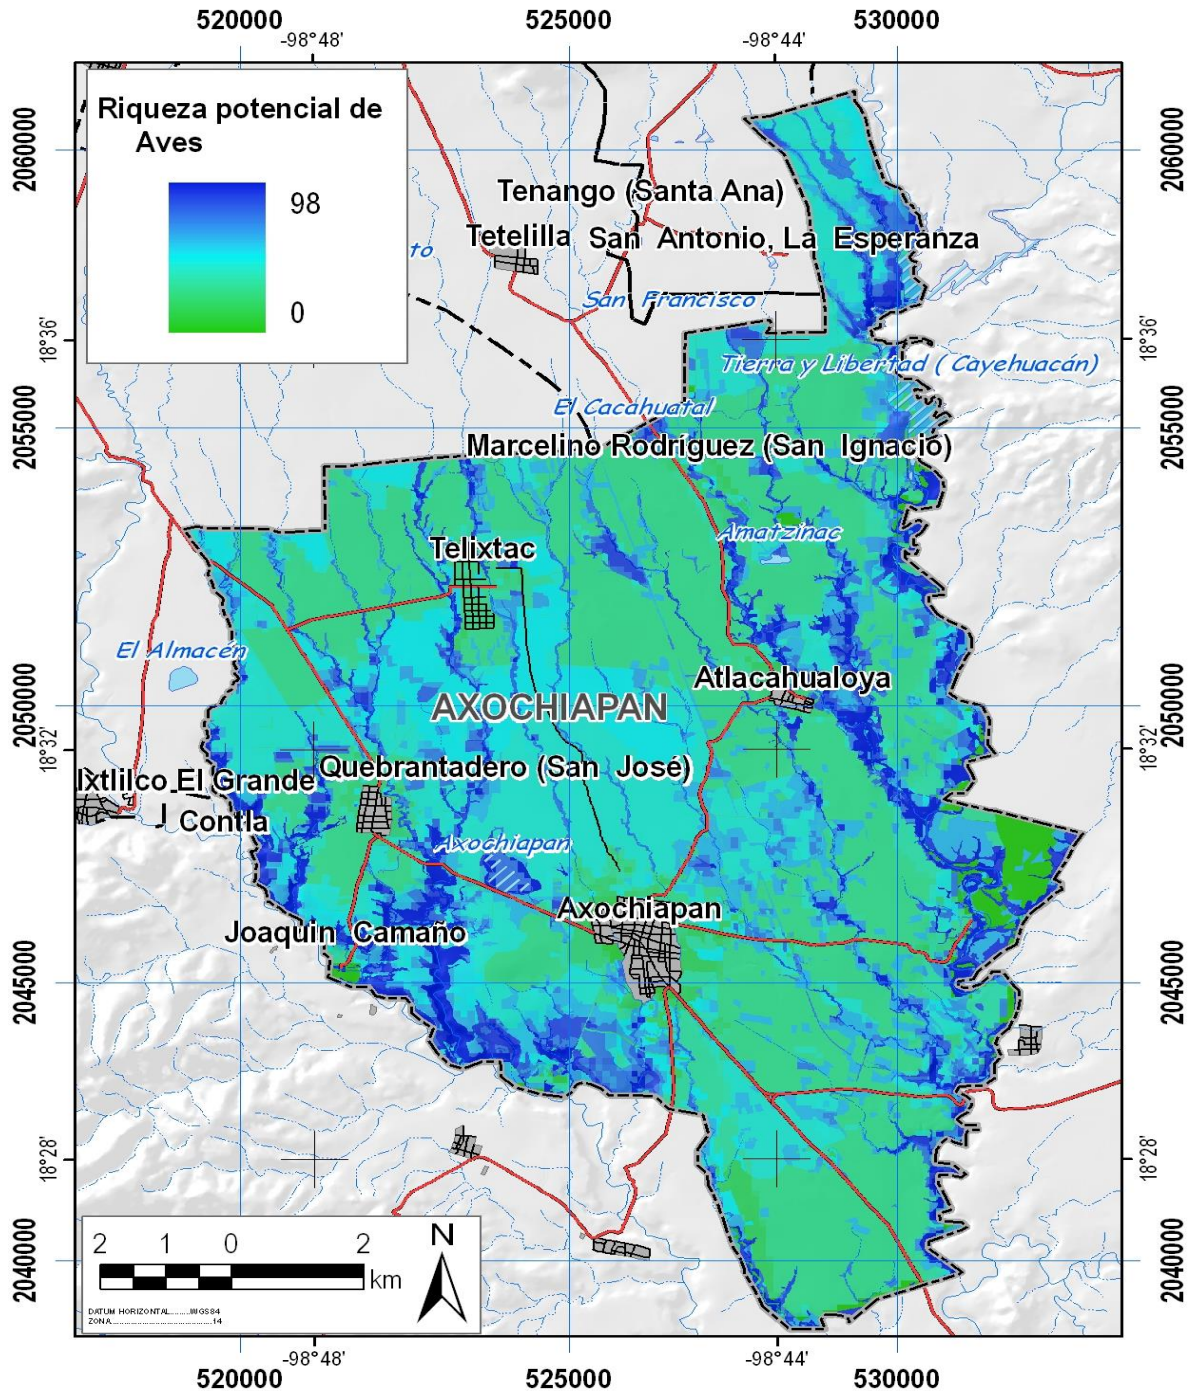 520000 525000 530000
-98°48' -98°44'
Riqueza potencial de
Aves
98
0
2060000 2060000
Tenango (Santa Ana)
Tetelilla San Antonio, La Esperanza
to
San Francisco
18°36' 18°36'
Tierra y Libertad (Cayehuacán)
El Cacahuatal
2055000 2055000
Marcelino Rodríguez (San Ignacio)
Amatzinac
Telixtac
El Almacén
Atlacahualoya
AXOCHIAPAN
2050000 2050000
18°32' 18°32'
Quebrantadero (San José)
Ixtlilco El Grande
Contla
Axochiapan
Axochiapan
Joaquín Camaño
2045000 2045000
18°28' 18°28'
2 1 0 2
km
N
2040000 2040000
DATUM HORIZONTAL.........WGS84
ZONA...............................14
-98°48' -98°44'
520000 525000 530000